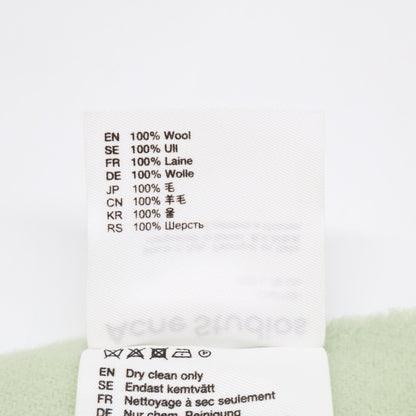 EN 100% Wool
SE 100% Ull
FR 100% Laine
DE 100% Wolle
JP 100% 毛
CN 100% 羊毛
KR 100% 울
RS 100% Шерсть
Acne Studios
EN Dry clean only
SE Endast kemtvätt
FR Nettoyage à sec seulement
DE Nur chem. Reinigung